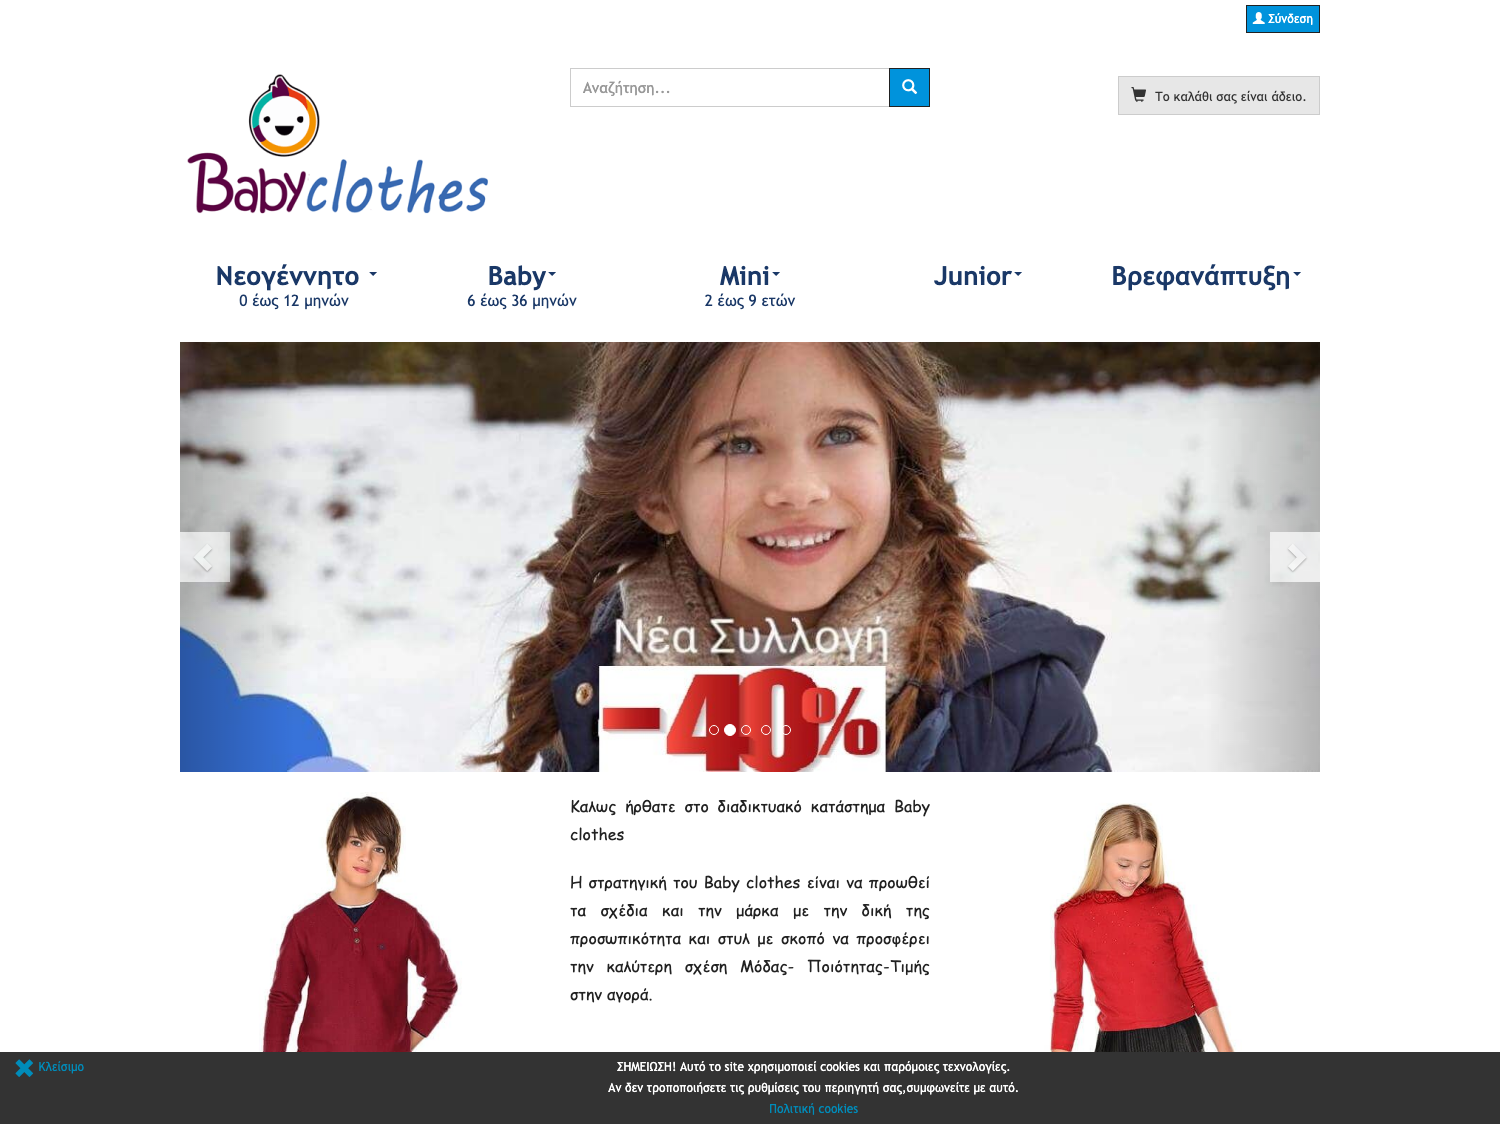 Σύνδεση
Αναζήτηση...
Το καλάθι σας είναι άδειο.
Babyclothes
Νεογέννητο
0 έως 12 μηνών
Baby
6 έως 36 μηνών
Mini
2 έως 9 ετών
Junior
Βρεφανάπτυξη
Νέα Συλλογή
-40%
Καλως ήρθατε στο διαδικτυακό κατάστημα Baby
clothes
Η στρατηγική του Baby clothes είναι να προωθεί
τα σχέδια και την μάρκα με την δική της
προσωπικότητα και στυλ με σκοπό να προσφέρει
την καλύτερη σχέση Μόδας- Ποιότητας-Τιμής
στην αγορά.
Κλείσιμο
ΣΗΜΕΙΩΣΗ! Αυτό το site χρησιμοποιεί cookies και παρόμοιες τεχνολογίες.
Αν δεν τροποποιήσετε τις ρυθμίσεις του περιηγητή σας,συμφωνείτε με αυτό.
Πολιτική cookies